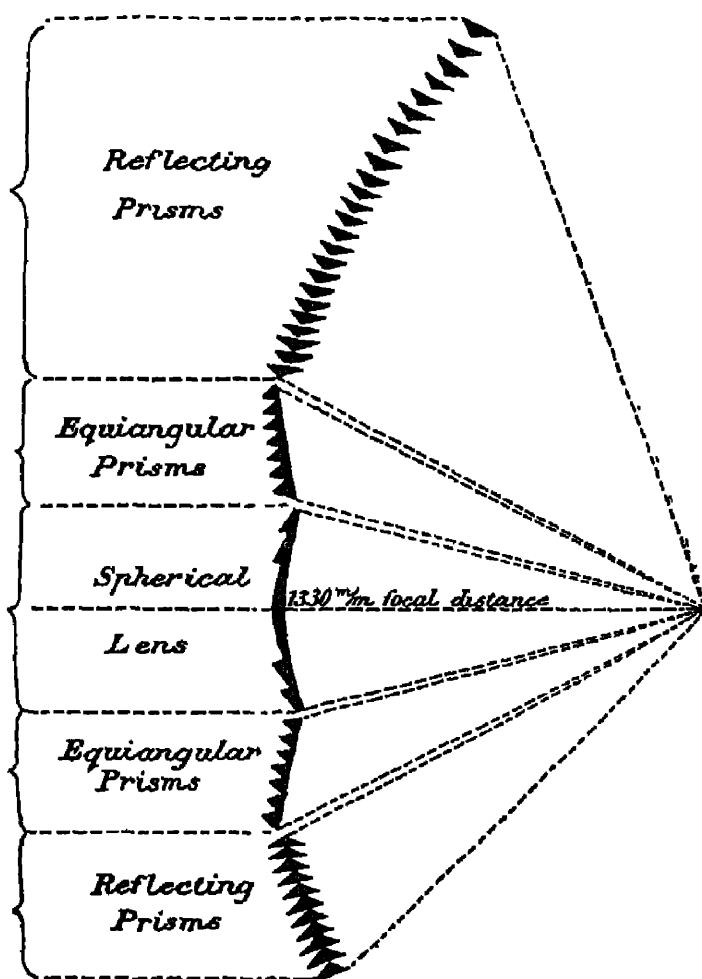 Reflecting
Prisms
Equiangular
Prisms
Spherical
1330 m/m focal distance
Lens
Equiangular
Prisms
Reflecting
Prisms